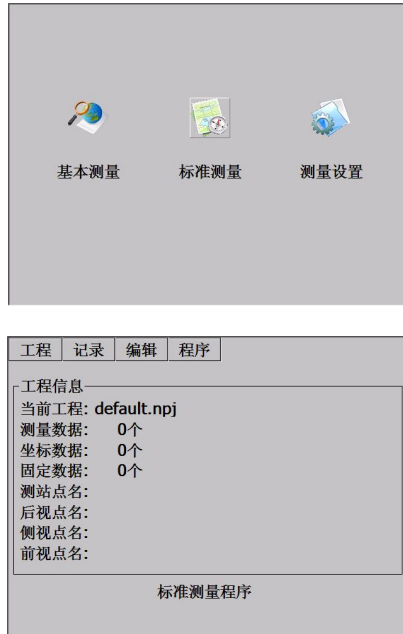 基本测量 标准测量 测量设置
工程 记录 编辑 程序
工程信息
当前工程: default.npj
测量数据: 0个
坐标数据: 0个
固定数据: 0个
测站点名:
后视点名:
侧视点名:
前视点名:
标准测量程序